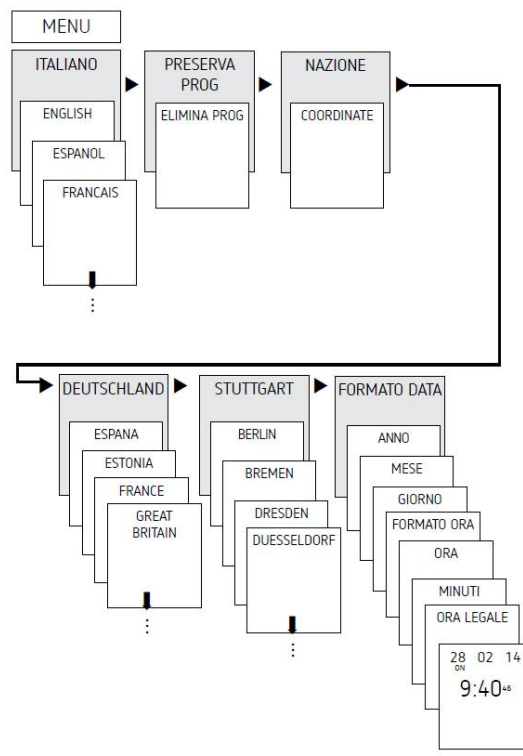 MENU
ITALIANO
ENGLISH
ESPANOL
FRANCAIS
PRESERVA
PROG
ELIMINA PROG
NAZIONE
COORDINATE
DEUTSCHLAND
ESPANA
ESTONIA
FRANCE
GREAT
BRITAIN
STUTTGART
BERLIN
BREMEN
DRESDEN
DUESSELDORF
FORMATO DATA
ANNO
MESE
GIORNO
FORMATO ORA
ORA
MINUTI
ORA LEGALE
28 02 14
ON
9:40 46